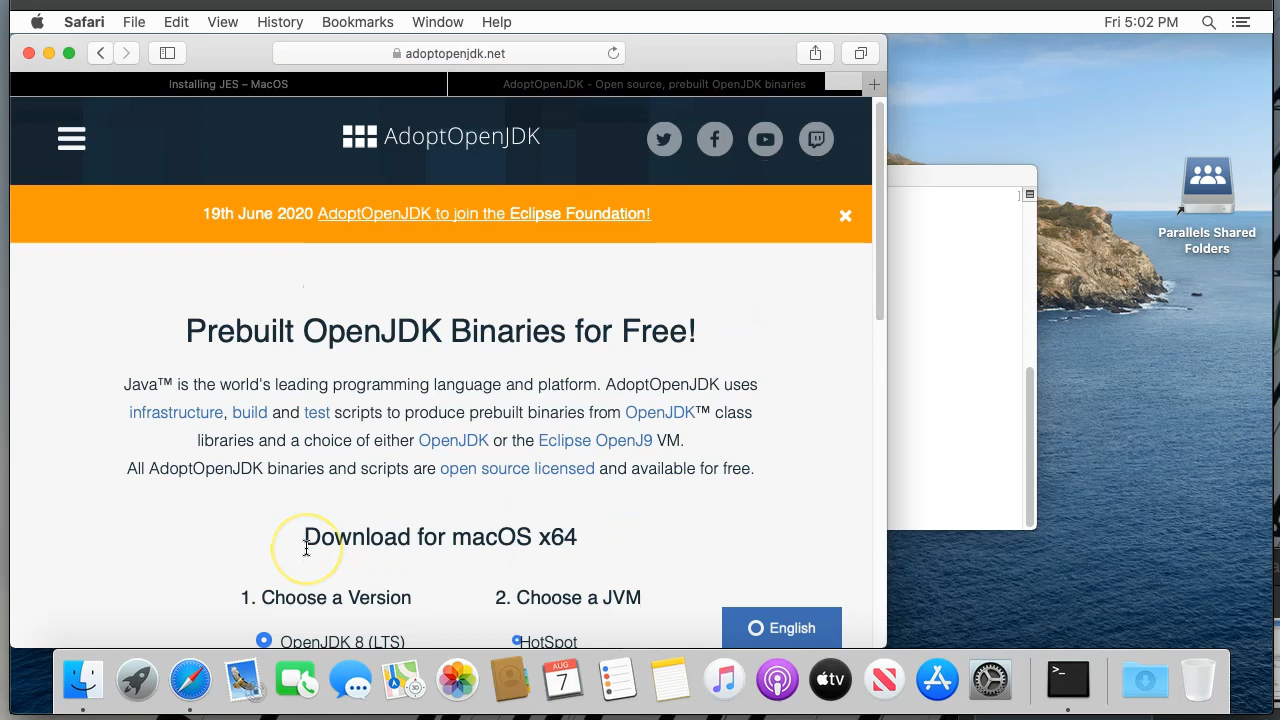 Safari File Edit View History Bookmarks Window Help Fri 5:02 PM
adoptopenjdk.net
Installing JES – MacOS
AdoptOpenJDK - Open source, prebuilt OpenJDK binaries
AdoptOpenJDK
19th June 2020 AdoptOpenJDK to join the Eclipse Foundation!
Parallels Shared
Folders
Prebuilt OpenJDK Binaries for Free!
Java™ is the world's leading programming language and platform. AdoptOpenJDK uses
infrastructure, build and test scripts to produce prebuilt binaries from OpenJDK™ class
libraries and a choice of either OpenJDK or the Eclipse OpenJ9 VM.
All AdoptOpenJDK binaries and scripts are open source licensed and available for free.
Download for macOS x64
1. Choose a Version
2. Choose a JVM
OpenJDK 8 (LTS)
HotSpot
English
tv
>_